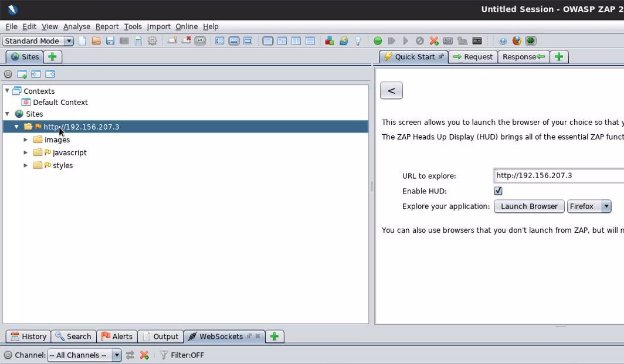 Untitled Session - OWASP ZAP 2
File Edit View Analyse Report Tools Import Online Help
Standard Mode
Sites
Quick Start
Request
Response
Contexts
Default Context
Sites
http://192.156.207.3
images
javascript
styles
<
This screen allows you to launch the browser of your choice so that y
The ZAP Heads Up Display (HUD) brings all of the essential ZAP funct
URL to explore: http://192.156.207.3
Enable HUD:
Explore your application: Launch Browser Firefox
You can also use browsers that you don't launch from ZAP, but will n
History Search Alerts Output WebSockets
Channel: -- All Channels -- Filter:OFF